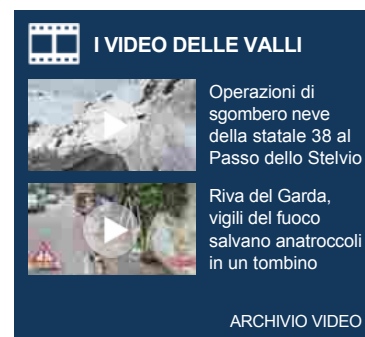 I VIDEO DELLE VALLI
Operazioni di
sgombero neve
della statale 38 al
Passo dello Stelvio
Riva del Garda,
vigili del fuoco
salvano anatroccoli
in un tombino
ARCHIVIO VIDEO